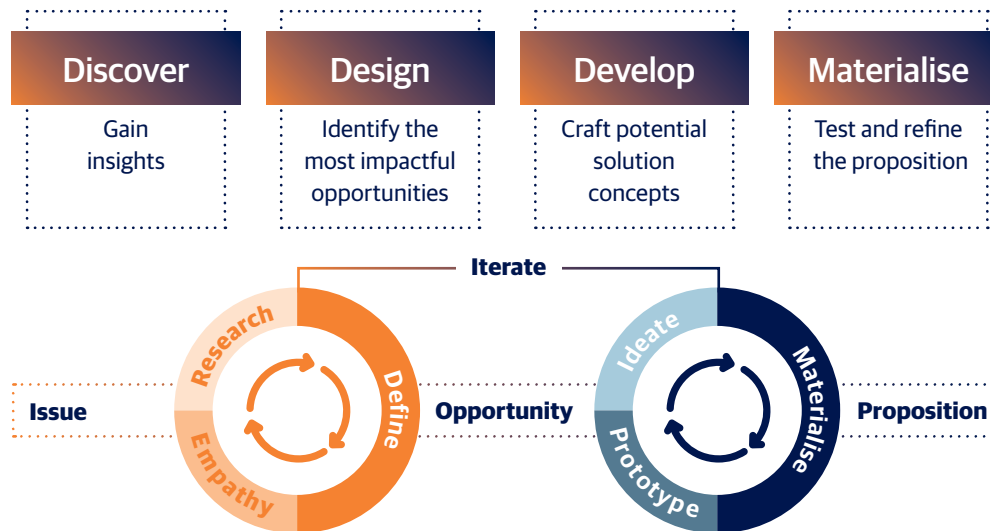 Discover
Gain
insights
Design
Identify the
most impactful
opportunities
Develop
Craft potential
solution
concepts
Materialise
Test and refine
the proposition
Iterate
Issue
Research
Empathy
Define
Opportunity
Ideate
Prototype
Materialise
Proposition